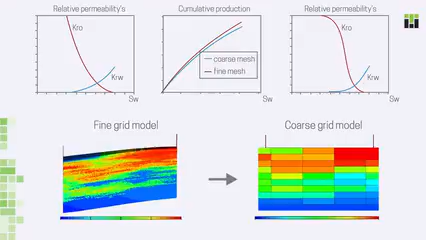 Relative permeability's
Cumulative production
Relative permeability's
Kro
Krw
Sw
coarse mesh
fine mesh
Kro
Krw
Sw
Fine grid model
Coarse grid model